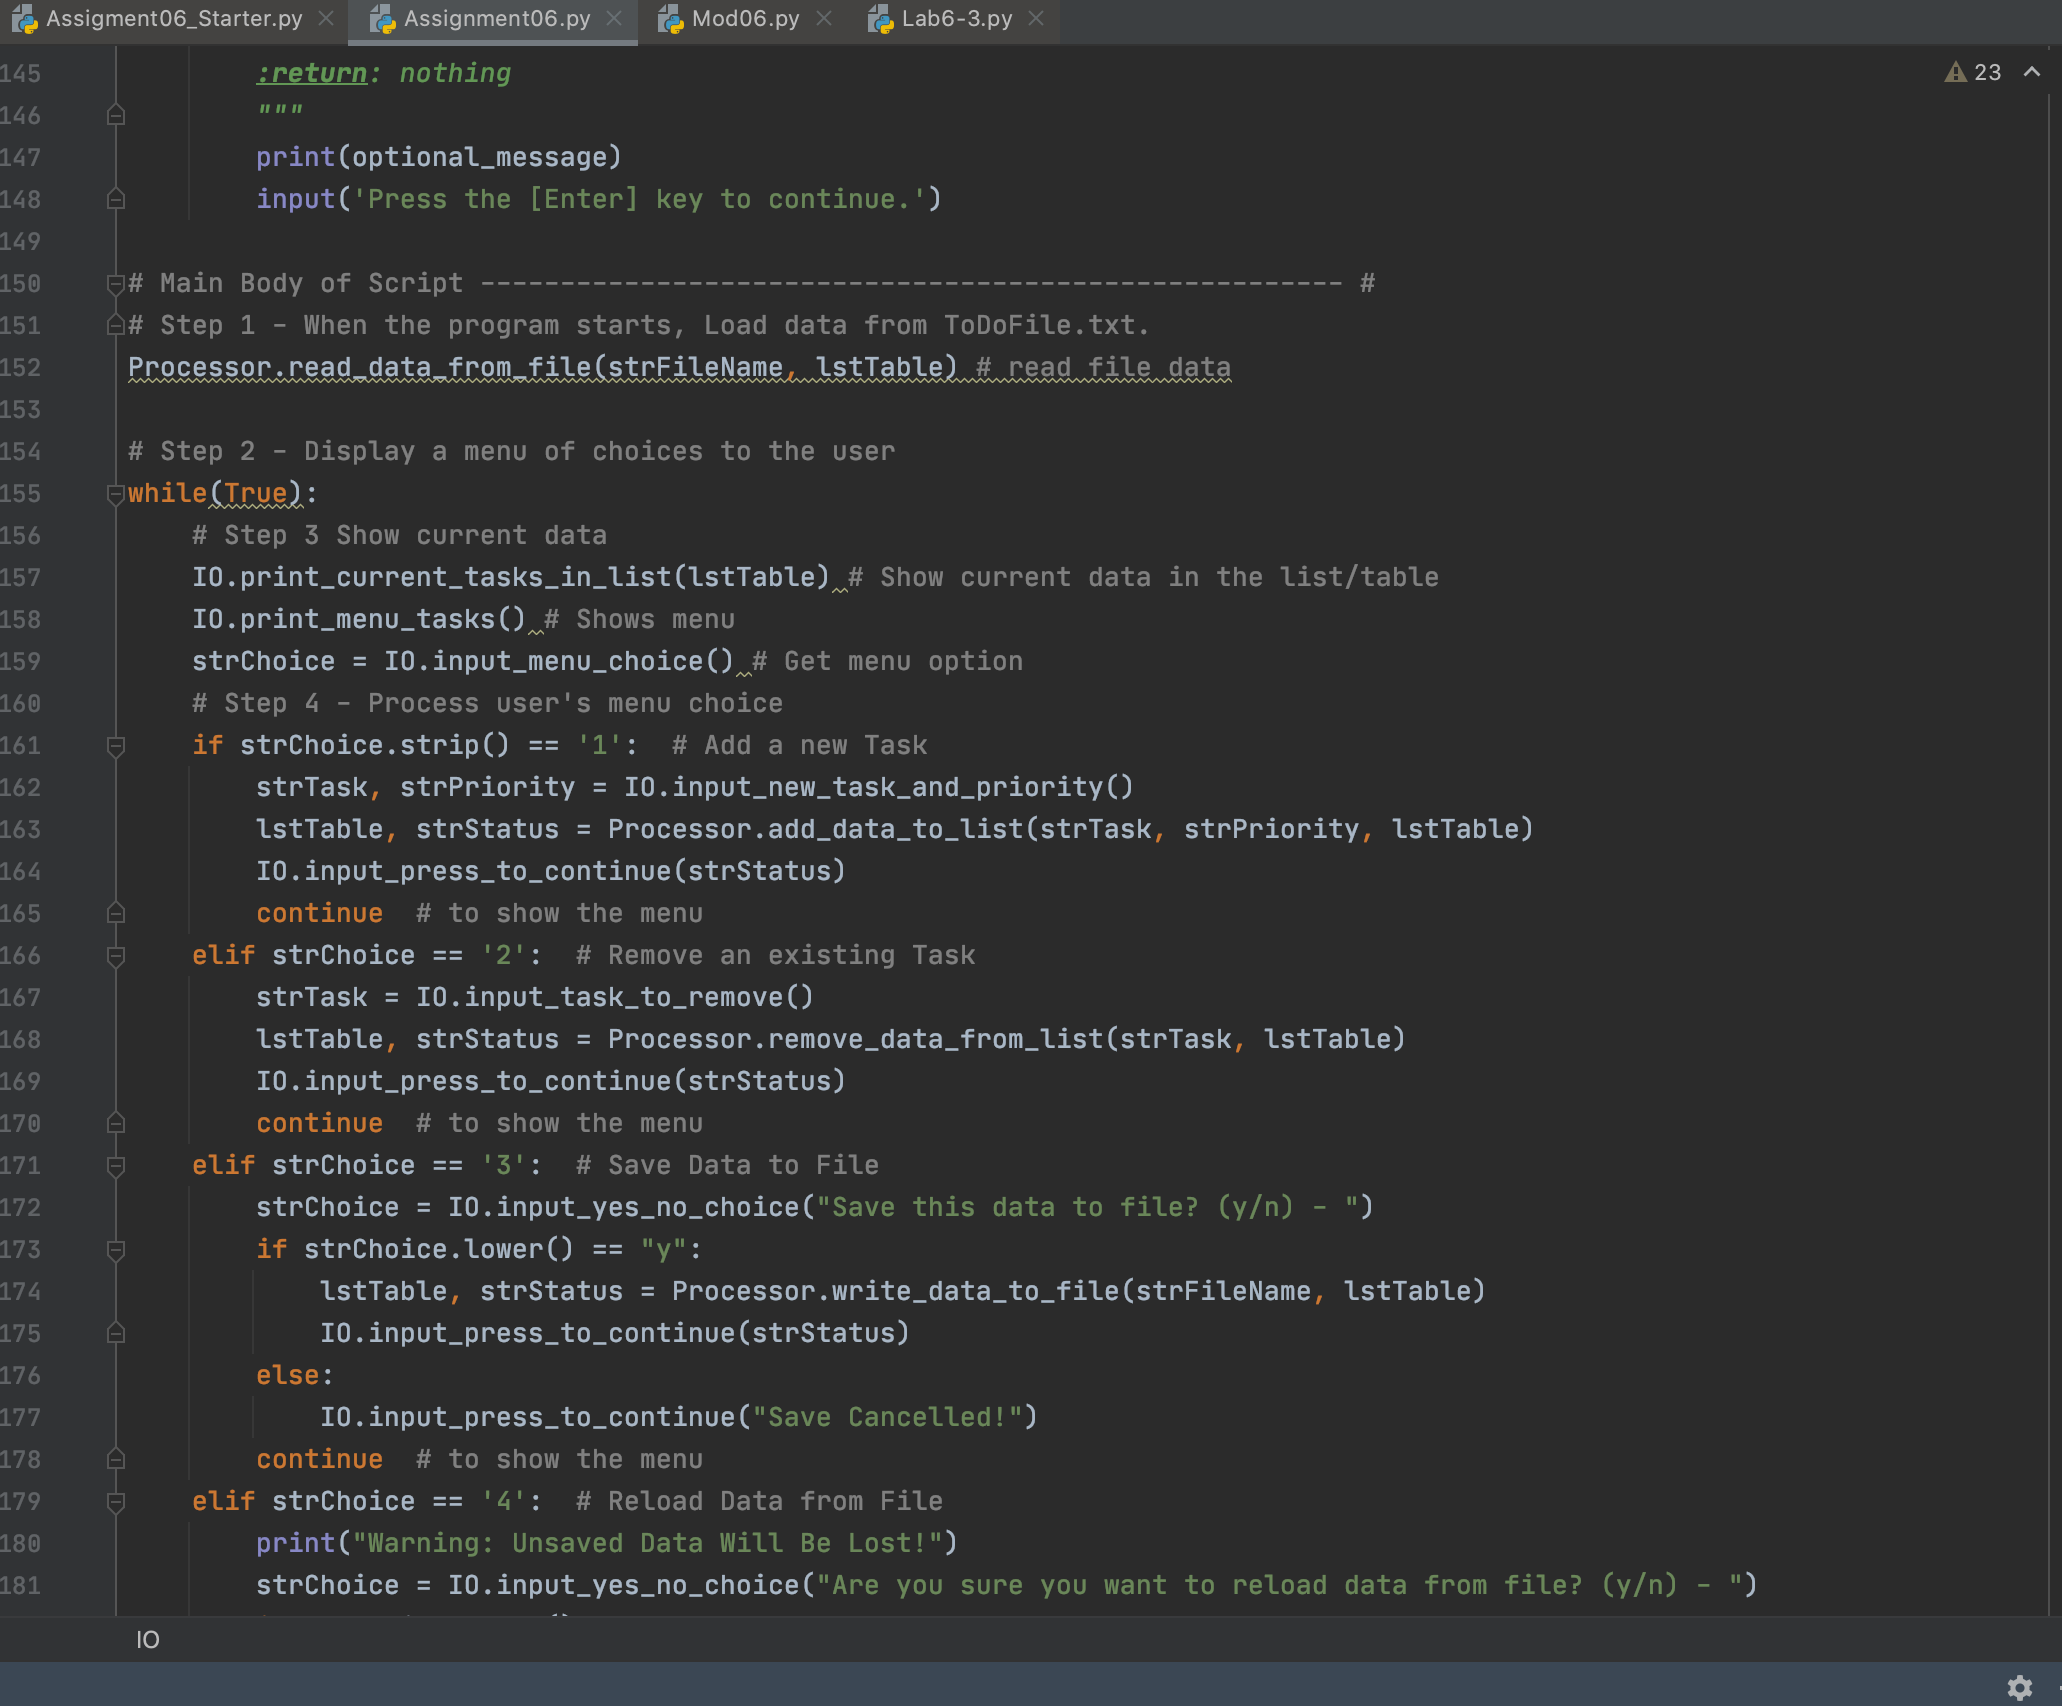 Assigment06_Starter.py Assignment06.py Mod06.py Lab6-3.py
145 :return: nothing 23
146 """
147 print(optional_message)
148 input('Press the [Enter] key to continue.')
149
150 # Main Body of Script ------------------------------------------------------ #
151 # Step 1 - When the program starts, Load data from ToDoFile.txt.
152 Processor.read_data_from_file(strFileName, lstTable) # read file data
153
154 # Step 2 - Display a menu of choices to the user
155 while(True):
156 # Step 3 Show current data
157 IO.print_current_tasks_in_list(lstTable) # Show current data in the list/table
158 IO.print_menu_tasks() # Shows menu
159 strChoice = IO.input_menu_choice() # Get menu option
160 # Step 4 - Process user's menu choice
161 if strChoice.strip() == '1':  # Add a new Task
162 strTask, strPriority = IO.input_new_task_and_priority()
163 lstTable, strStatus = Processor.add_data_to_list(strTask, strPriority, lstTable)
164 IO.input_press_to_continue(strStatus)
165 continue  # to show the menu
166 elif strChoice == '2':  # Remove an existing Task
167 strTask = IO.input_task_to_remove()
168 lstTable, strStatus = Processor.remove_data_from_list(strTask, lstTable)
169 IO.input_press_to_continue(strStatus)
170 continue  # to show the menu
171 elif strChoice == '3':  # Save Data to File
172 strChoice = IO.input_yes_no_choice("Save this data to file? (y/n) - ")
173 if strChoice.lower() == "y":
174 lstTable, strStatus = Processor.write_data_to_file(strFileName, lstTable)
175 IO.input_press_to_continue(strStatus)
176 else:
177 IO.input_press_to_continue("Save Cancelled!")
178 continue  # to show the menu
179 elif strChoice == '4':  # Reload Data from File
180 print("Warning: Unsaved Data Will Be Lost!")
181 strChoice = IO.input_yes_no_choice("Are you sure you want to reload data from file? (y/n) - ")
IO